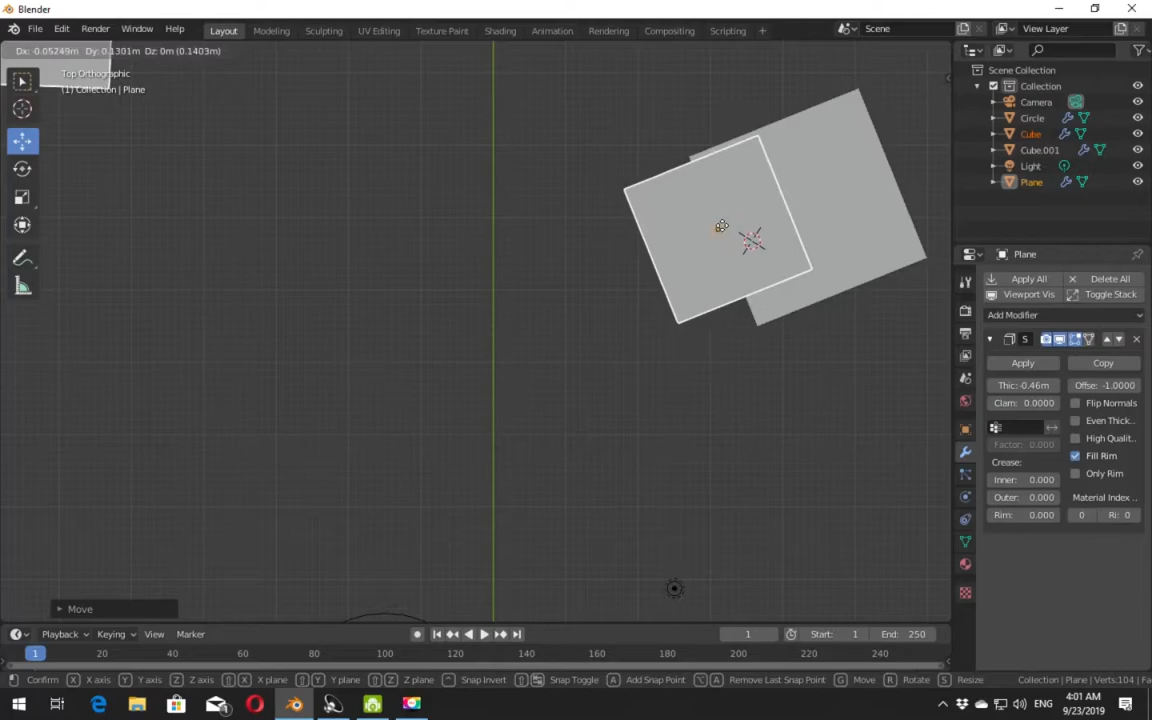 Blender
File Edit Render Window Help Layout Modeling Sculpting UV Editing Texture Paint Shading Animation Rendering Compositing Scripting + Scene View Layer
Dx: -0.05249m Dy: 0.1301m Dz: 0m (0.1403m)
Top Orthographic
(1) Collection | Plane
Scene Collection
Collection
Camera
Circle
Cube
Cube.001
Light
Plane
Plane
Apply All Delete All
Viewport Vis Toggle Stack
Add Modifier
S
Apply Copy
Thic:-0.46m Offse: -1.0000
Clam: 0.0000 Flip Normals
Even Thick..
Factor: 0.000 High Qualit..
Crease: Fill Rim
Inner: 0.000 Only Rim
Outer: 0.000 Material Index ..
Rim: 0.000 0 Ri: 0
Move
Playback Keying View Marker 1 Start: 1 End: 250
1 20 40 60 80 100 120 140 160 180 200 220 240
Confirm X X axis Y Y axis Z Z axis X X plane Y Y plane Z Z plane Snap Invert Snap Toggle A Add Snap Point A Remove Last Snap Point G Move R Rotate S Resize Collection | Plane | Verts:104 | Fa
ENG
4:01 AM
9/23/2019